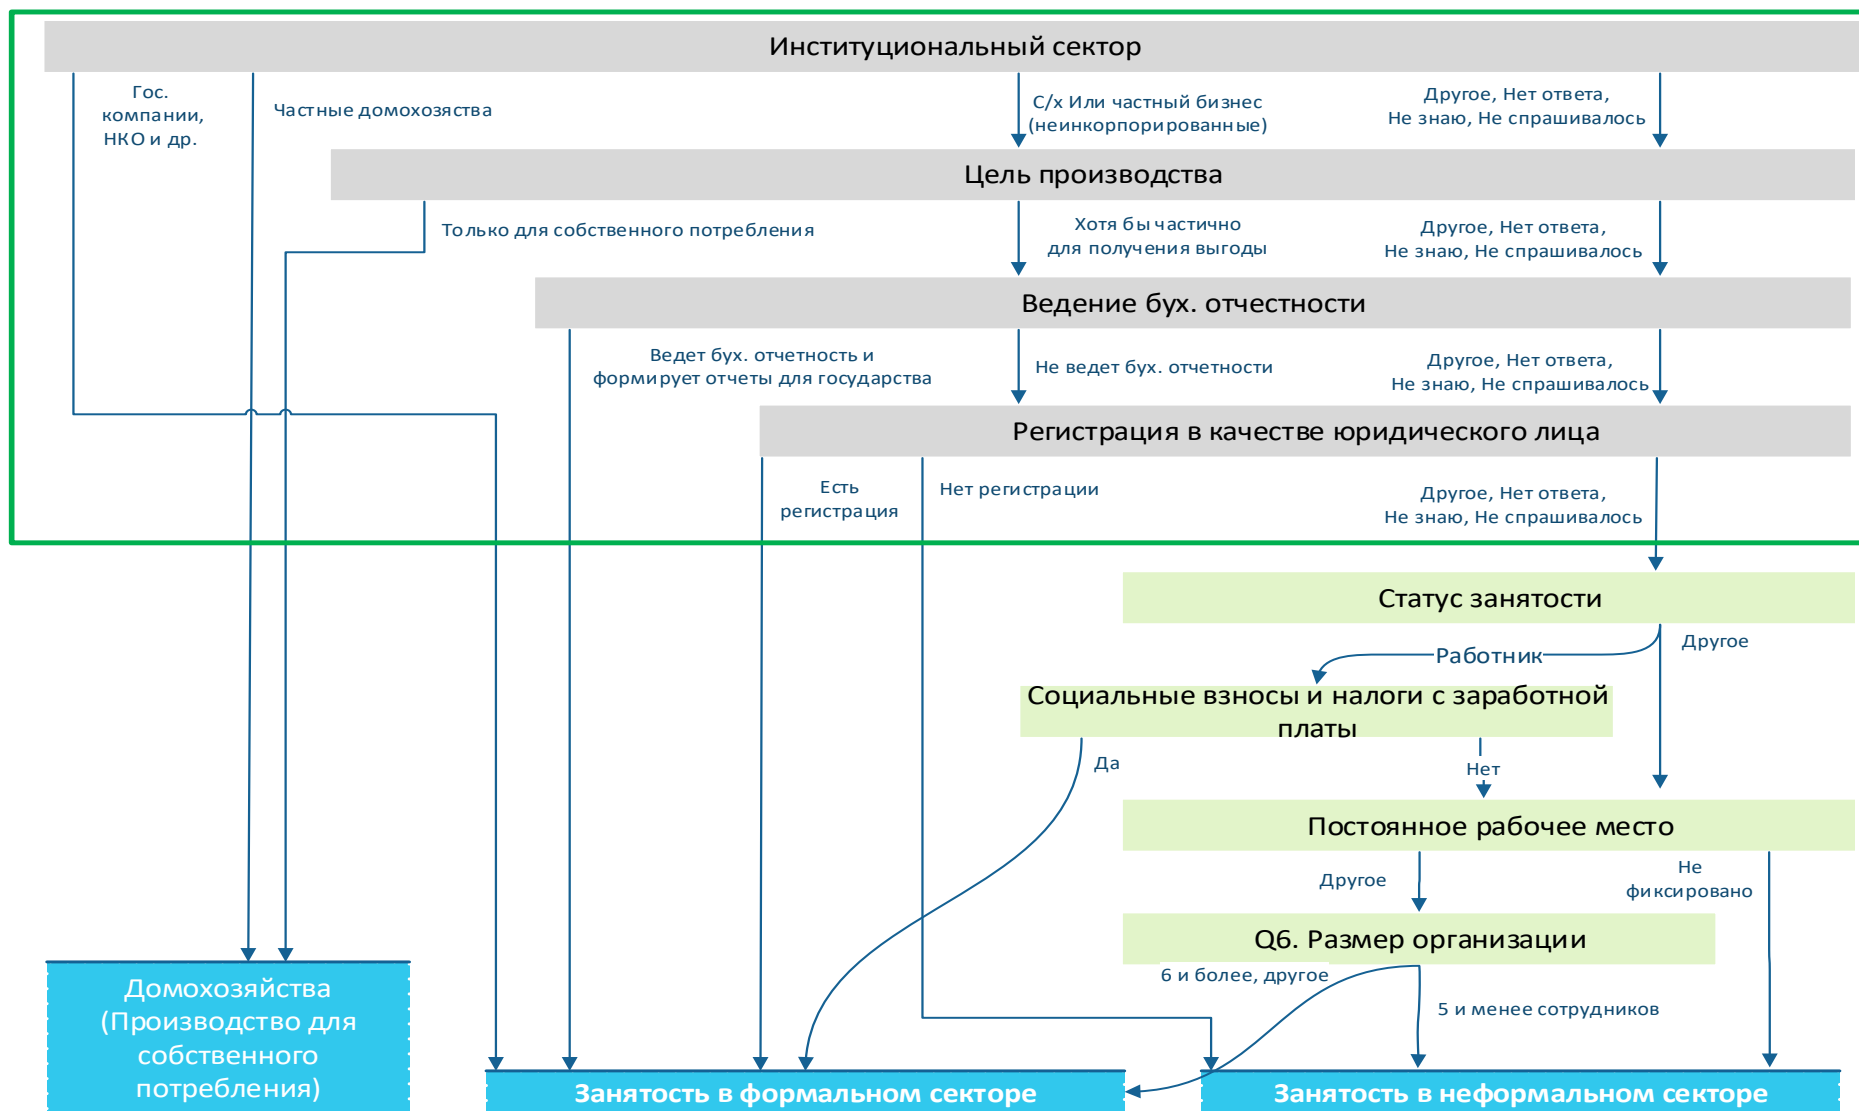 Институциональный сектор
Гос.
компании,
НКО и др.
Частные домохозяства
С/х Или частный бизнес
(неинкорпорированные)
Другое, Нет ответа,
Не знаю, Не спрашивалось
Цель производства
Только для собственного потребления
Хотя бы частично
для получения выгоды
Другое, Нет ответа,
Не знаю, Не спрашивалось
Ведение бух. отчестности
Ведет бух. отчетность и
формирует отчеты для государства
Не ведет бух. отчетности
Другое, Нет ответа,
Не знаю, Не спрашивалось
Регистрация в качестве юридического лица
Есть
регистрация
Нет регистрации
Другое, Нет ответа,
Не знаю, Не спрашивалось
Статус занятости
Работник
Другое
Социальные взносы и налоги с заработной
платы
Да
Нет
Постоянное рабочее место
Другое
Не
фиксировано
Q6. Размер организации
6 и более, другое
5 и менее сотрудников
Домохозяйства
(Производство для
собственного
потребления)
Занятость в формальном секторе
Занятость в неформальном секторе